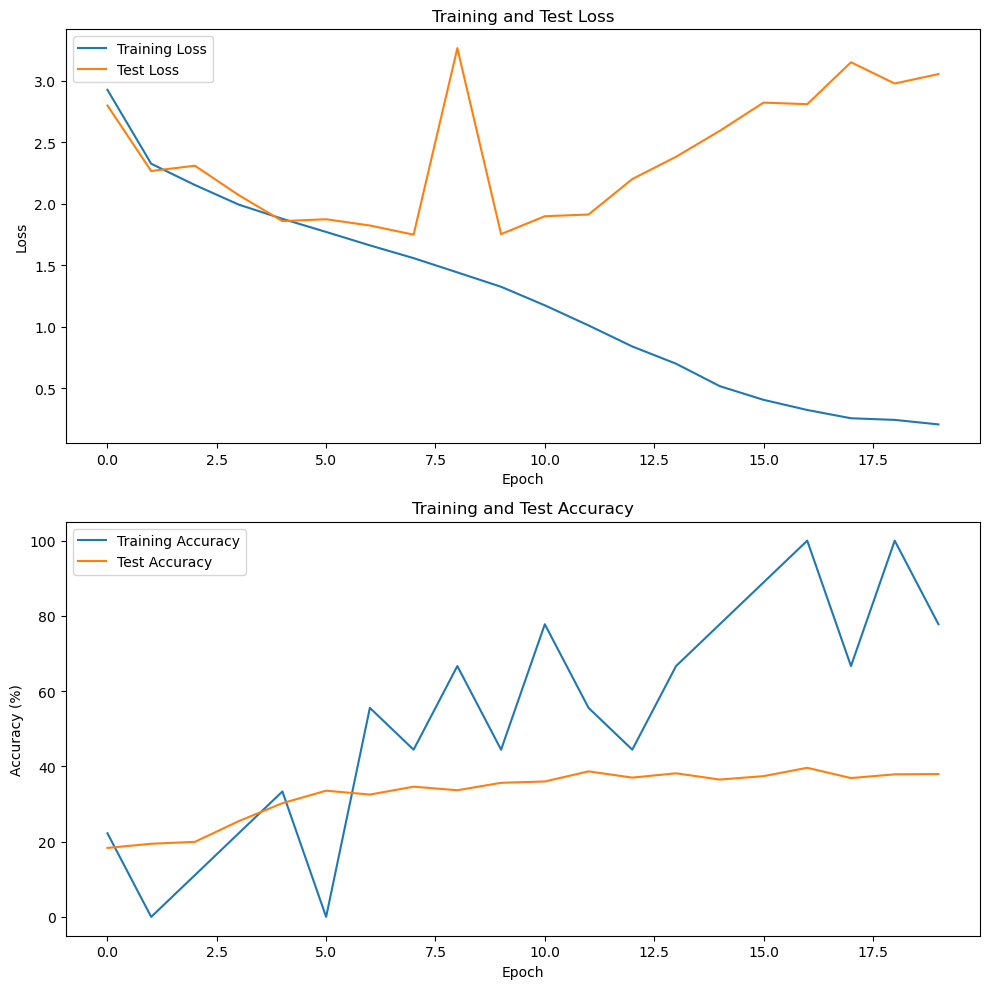 Training and Test Loss
Training Loss
Test Loss
3.0
2.5
2.0
1.5
1.0
0.5
Loss
0.0 2.5 5.0 7.5 10.0 12.5 15.0 17.5
Epoch
Training and Test Accuracy
Training Accuracy
Test Accuracy
100
80
60
40
20
0
Accuracy (%)
0.0 2.5 5.0 7.5 10.0 12.5 15.0 17.5
Epoch